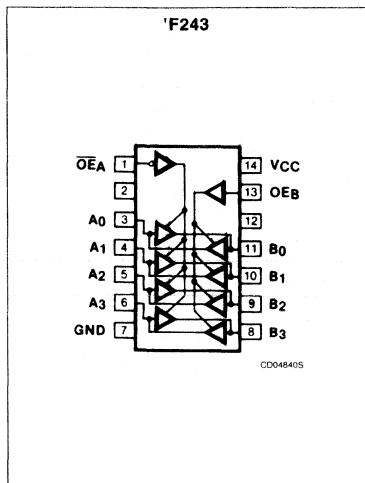 'F243
OEA 1 14 VCC
2 13 OEB
A0 3 12
A1 4 11 B0
A2 5 10 B1
A3 6 9 B2
GND 7 8 B3
CD04840S